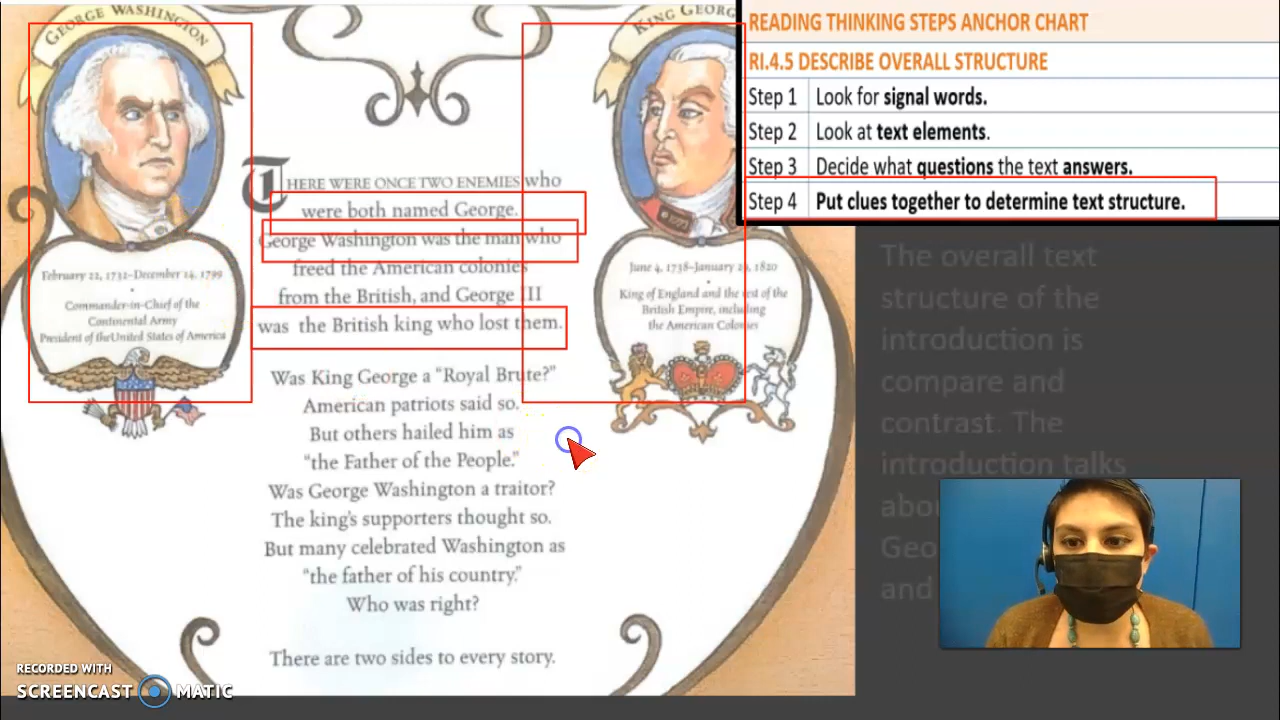 GEORGE WASHINGTON
February 22, 1732–December 14, 1799
Commander-in-Chief of the
Continental Army
President of the United States of America
THERE WERE ONCE TWO ENEMIES who
were both named George.
George Washington was the man who
freed the American colonies
from the British, and George III
was the British king who lost them.
Was King George a “Royal Brute?”
American patriots said so.
But others hailed him as
“the Father of the People.”
Was George Washington a traitor?
The king's supporters thought so.
But many celebrated Washington as
“the father of his country.”
Who was right?
There are two sides to every story.
KING GEOR
June 4, 1738–January 29, 1820
King of England and the rest of the
British Empire, including
the American Colonies
READING THINKING STEPS ANCHOR CHART
RI.4.5 DESCRIBE OVERALL STRUCTURE
Step 1 Look for signal words.
Step 2 Look at text elements.
Step 3 Decide what questions the text answers.
Step 4 Put clues together to determine text structure.
The overall text
structure of the
introduction is
compare and
contrast. The
introduction talks
abou
Geo
and
RECORDED WITH
SCREENCAST MATIC